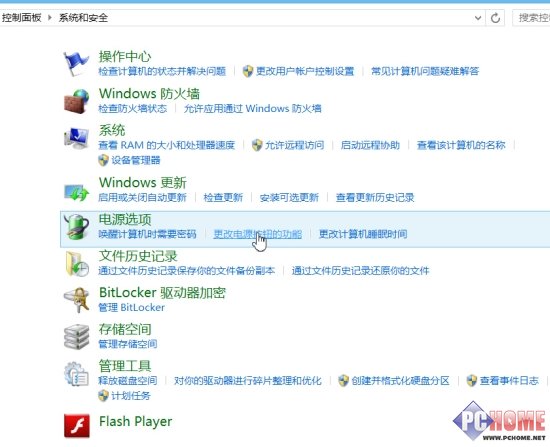 控制面板 ▸ 系统和安全
搜索控
操作中心
检查计算机的状态并解决问题 更改用户帐户控制设置 常见计算机问题疑难解答
Windows 防火墙
检查防火墙状态 允许应用通过 Windows 防火墙
系统
查看 RAM 的大小和处理器速度 允许远程访问 启动远程协助 查看该计算机的名称
设备管理器
Windows 更新
启用或关闭自动更新 检查更新 安装可选更新 查看更新历史记录
电源选项
唤醒计算机时需要密码 更改电源按钮的功能 更改计算机睡眠时间
文件历史记录
通过文件历史记录保存你的文件备份副本 通过文件历史记录还原你的文件
BitLocker 驱动器加密
管理 BitLocker
存储空间
管理存储空间
管理工具
释放磁盘空间 对你的驱动器进行碎片整理和优化 创建并格式化硬盘分区 查看事件日志
计划任务
Flash Player
PCHOME
WWW.PCHOME.NET